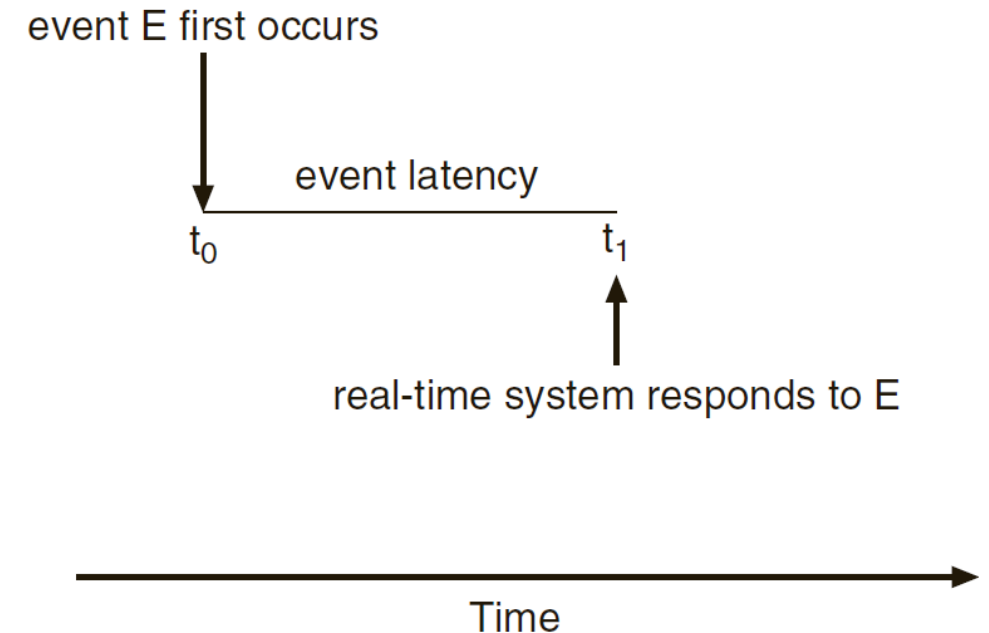 event E first occurs
event latency
t₀
t₁
real-time system responds to E
Time